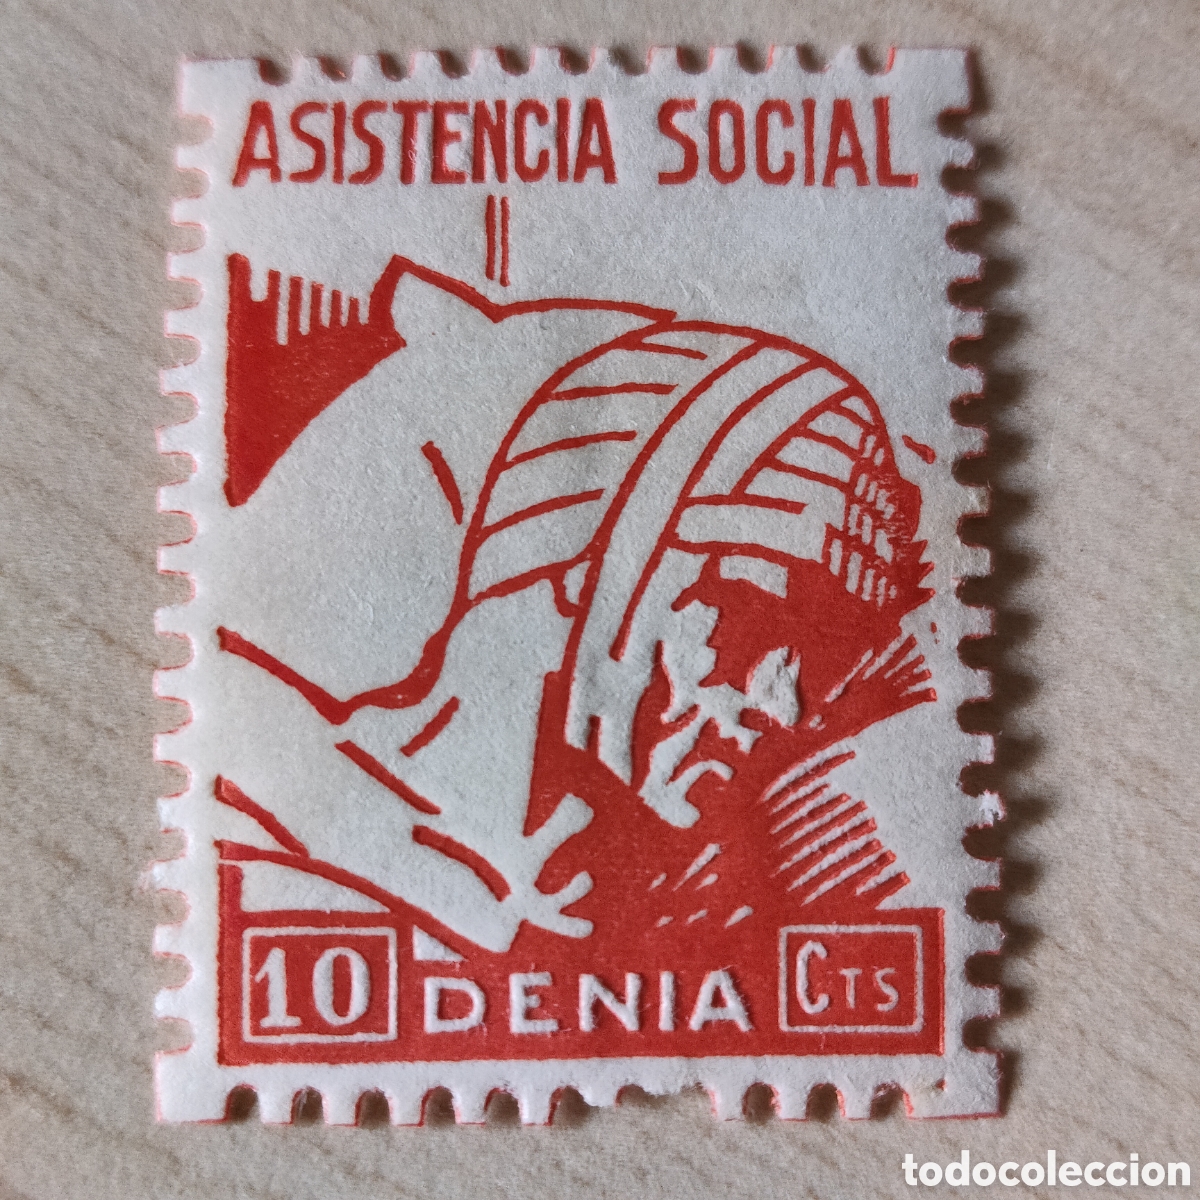 ASISTENCIA SOCIAL
10 DENIA CTS
todocoleccion